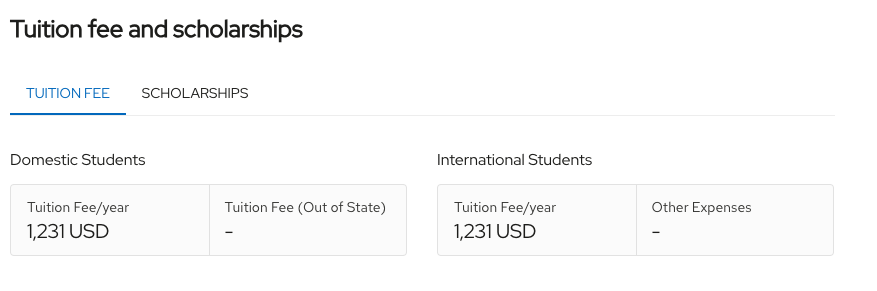 Tuition fee and scholarships
TUITION FEE SCHOLARSHIPS
Domestic Students
Tuition Fee/year
1,231 USD
Tuition Fee (Out of State)
-
International Students
Tuition Fee/year
1,231 USD
Other Expenses
-